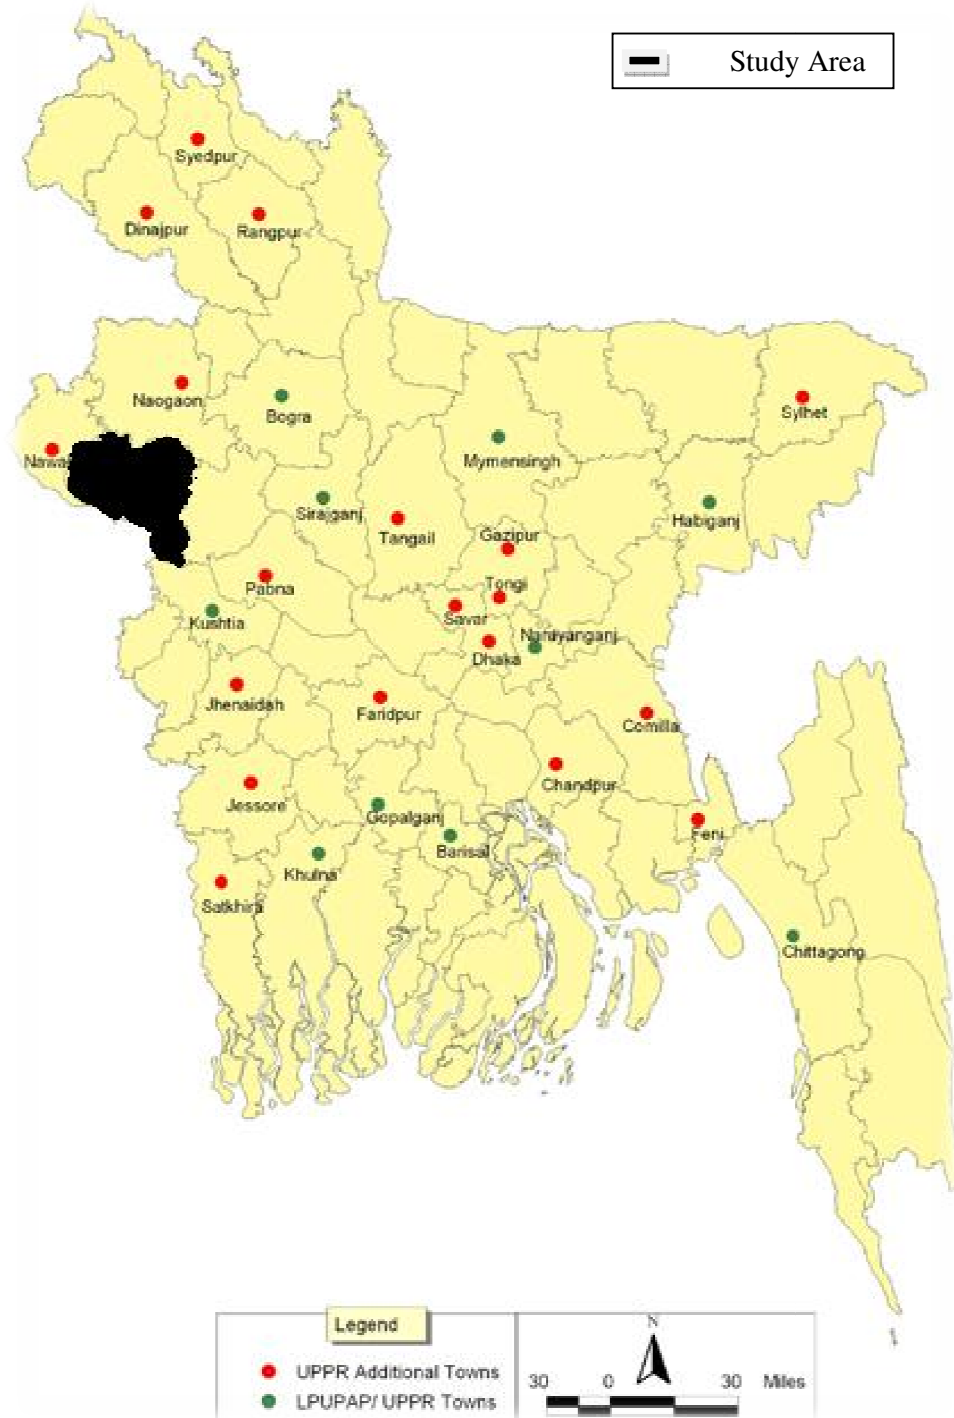 Study Area
Syedpur
Dinajpur
Rangpur
Naogaon
Bogra
Sylhet
Nawa
Mymensingh
Sirajganj
Tangail
Gazipur
Habiganj
Pabna
Tongi
Kushtia
Savar
Narayanganj
Dhaka
Jhenaidah
Faridpur
Comilla
Chandpur
Jessore
Gopalganj
Feni
Barisal
Khulna
Satkhira
Chittagong
Legend
N
UPPR Additional Towns
30 0 30 Miles
LPUPAP/ UPPR Towns